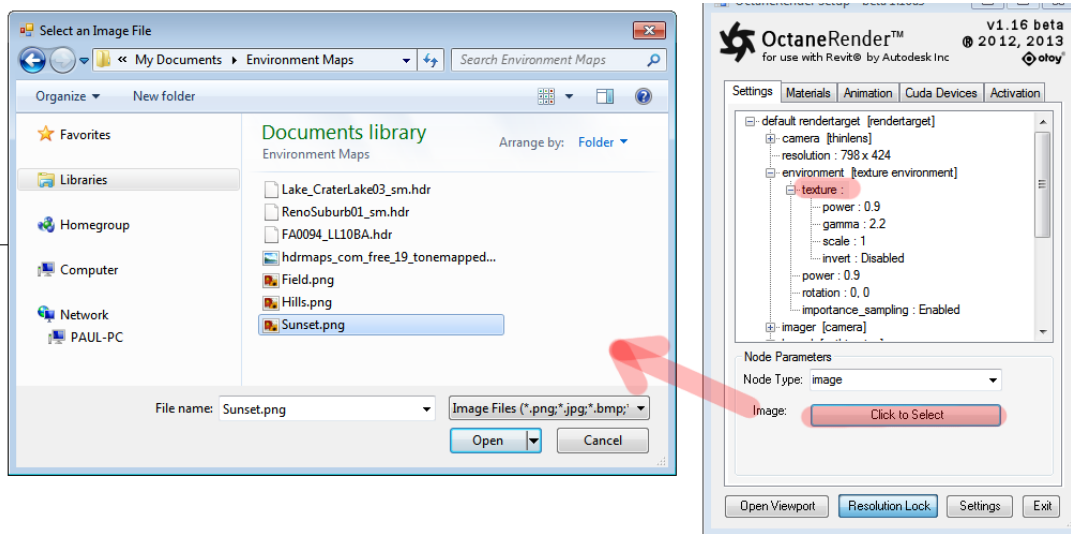 Select an Image File
« My Documents ▸ Environment Maps
Search Environment Maps
Organize ▾ New folder
Favorites
Libraries
Homegroup
Computer
Network
PAUL-PC
Documents library
Environment Maps
Arrange by: Folder ▾
Lake_CraterLake03_sm.hdr
RenoSuburb01_sm.hdr
FA0094_LL10BA.hdr
hdrmaps_com_free_19_tonemapped...
Field.png
Hills.png
Sunset.png
File name: Sunset.png
Image Files (*.png;*.jpg;*.bmp;*
Open Cancel
OctaneRender™
for use with Revit® by Autodesk Inc
v1.16 beta
® 2012, 2013
otoy
Settings Materials Animation Cuda Devices Activation
default rendertarget [rendertarget]
camera [thinlens]
resolution : 798 x 424
environment [texture environment]
texture :
power : 0.9
gamma : 2.2
scale : 1
invert : Disabled
power : 0.9
rotation : 0, 0
importance_sampling : Enabled
imager [camera]
Node Parameters
Node Type: image
Image: Click to Select
Open Viewport Resolution Lock Settings Exit